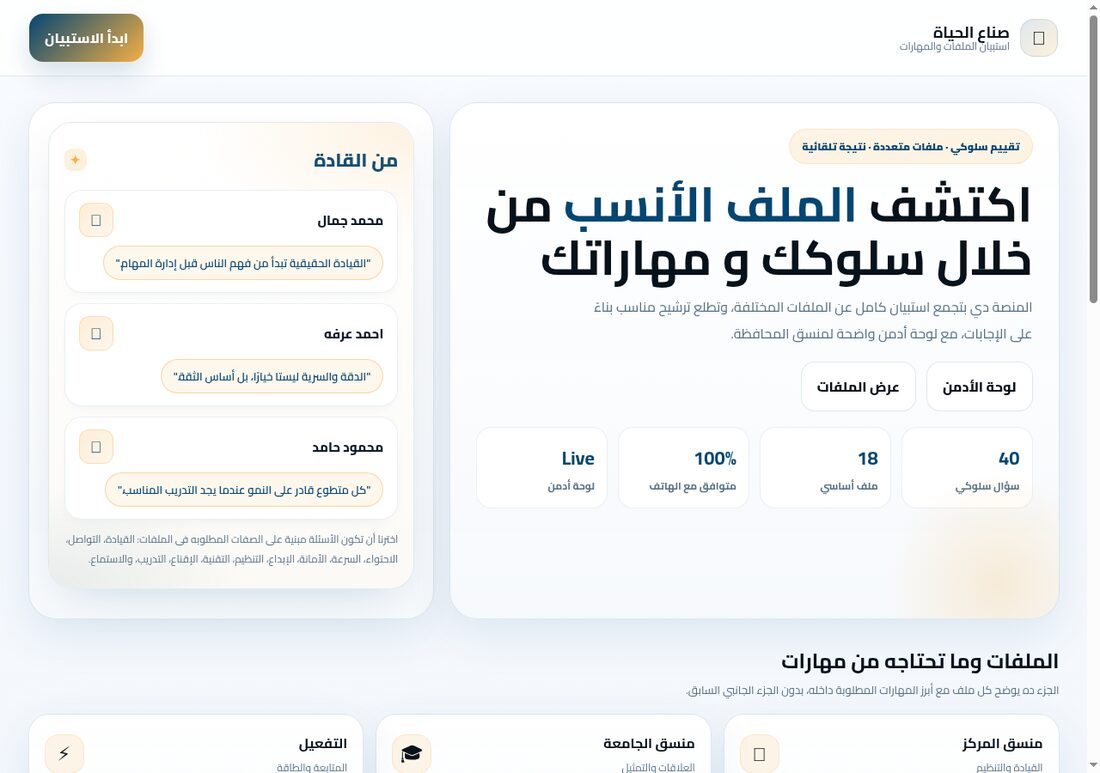 صناع الحياة
استبيان الملفات والمهارات
ابدأ الاستبيان
تقييم سلوكي · ملفات متعددة · نتيجة تلقائية
اكتشف الملف الأنسب من
خلال سلوكك و مهاراتك
المنصة دي بتجمع استبيان كامل عن الملفات المختلفة، وتطلع ترشيح مناسب بناءً
على الإجابات، مع لوحة أدمن واضحة لمنسق المحافظة.
لوحة الأدمن
عرض الملفات
40
سؤال سلوكي
18
ملف أساسي
100%
متوافق مع الهاتف
Live
لوحة أدمن
من القادة
محمد جمال
"القيادة الحقيقية تبدأ من فهم الناس قبل إدارة المهام."
احمد عرفه
"الدقة والسرية ليستا خيارًا، بل أساس الثقة."
محمود حامد
"كل متطوع قادر على النمو عندما يجد التدريب المناسب."
اخترنا أن تكون الأسئلة مبنية على الصفات المطلوبه فى الملفات: القيادة، التواصل،
الاحتواء، السرعة، الأمانة، الإبداع، التنظيم، التقنية، الإقناع، التدريب، والاستماع.
الملفات وما تحتاجه من مهارات
الجزء ده يوضح كل ملف مع أبرز المهارات المطلوبة داخله، بدون الجزء الجانبي السابق.
منسق المركز
القيادة والتنظيم
منسق الجامعة
العلاقات والتمثيل
التفعيل
المتابعة والطاقة